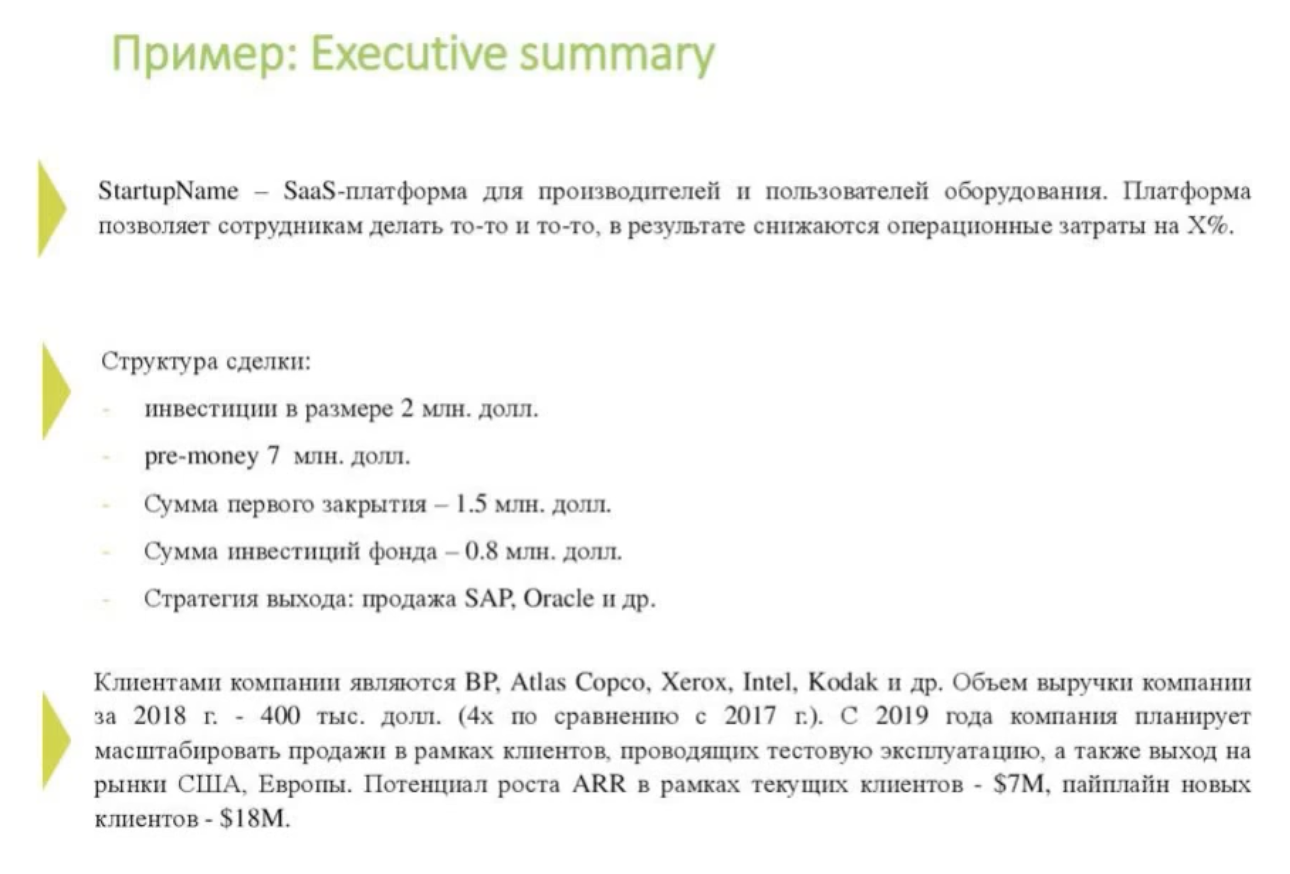 Пример: Executive summary
StartupName – SaaS-платформа для производителей и пользователей оборудования. Платформа
позволяет сотрудникам делать то-то и то-то, в результате снижаются операционные затраты на X%.
Структура сделки:
- инвестиции в размере 2 млн. долл.
- pre-money 7 млн. долл.
- Сумма первого закрытия – 1.5 млн. долл.
- Сумма инвестиций фонда – 0.8 млн. долл.
- Стратегия выхода: продажа SAP, Oracle и др.
Клиентами компании являются BP, Atlas Copco, Xerox, Intel, Kodak и др. Объем выручки компании
за 2018 г. - 400 тыс. долл. (4x по сравнению с 2017 г.). С 2019 года компания планирует
масштабировать продажи в рамках клиентов, проводящих тестовую эксплуатацию, а также выход на
рынки США, Европы. Потенциал роста ARR в рамках текущих клиентов - $7M, пайплайн новых
клиентов - $18M.